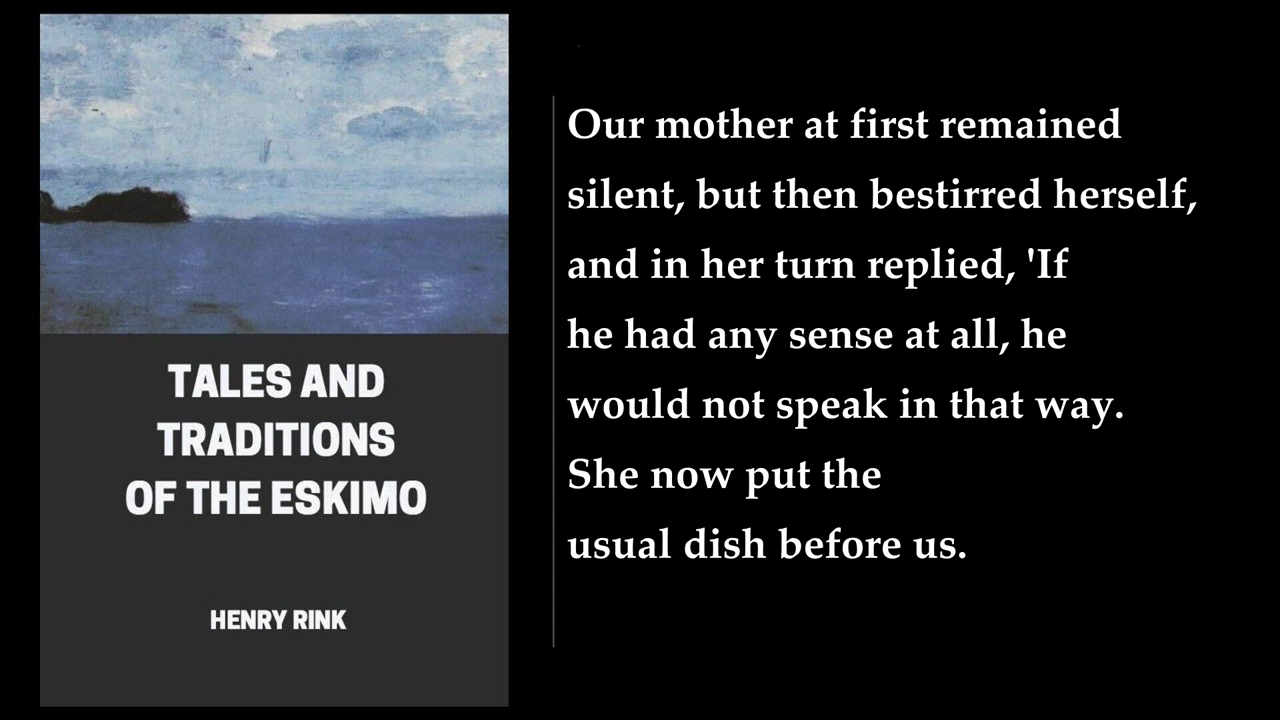 TALES AND
TRADITIONS
OF THE ESKIMO
HENRY RINK
Our mother at first remained
silent, but then bestirred herself,
and in her turn replied, 'If
he had any sense at all, he
would not speak in that way.
She now put the
usual dish before us.